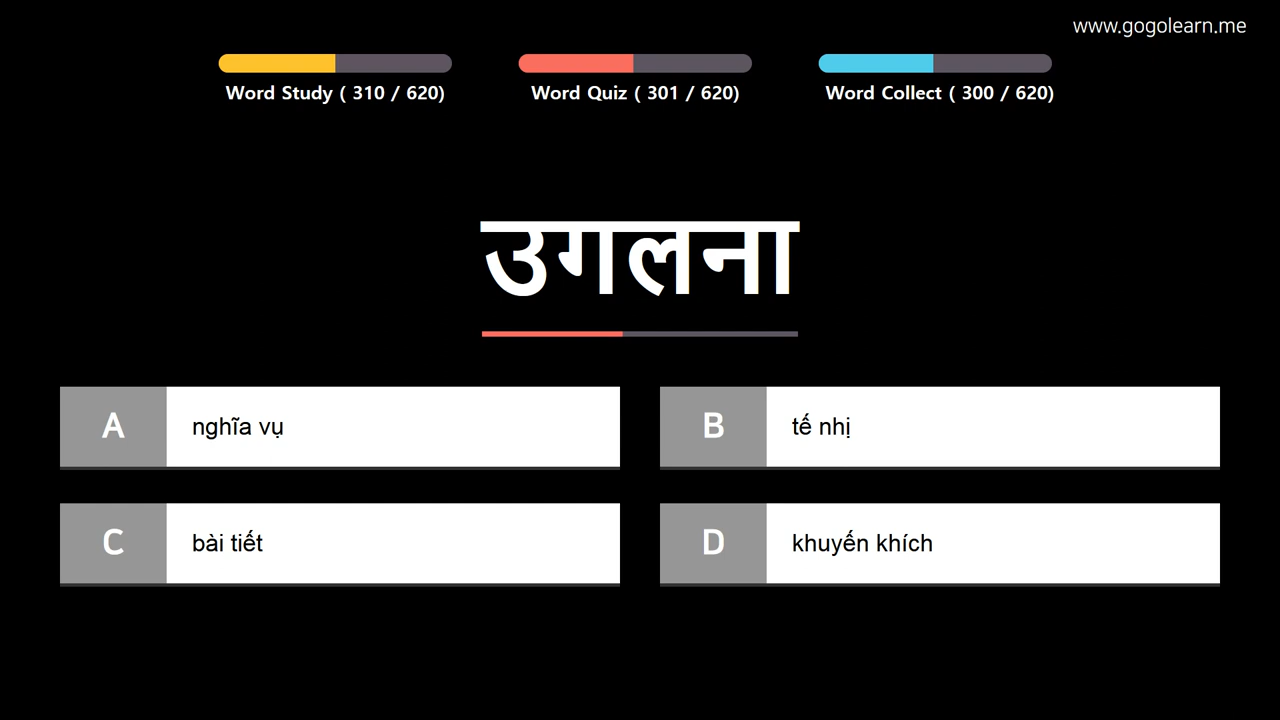 www.gogolearn.me
Word Study ( 310 / 620)
Word Quiz ( 301 / 620)
Word Collect ( 300 / 620)
उगलना
A
nghĩa vụ
B
tế nhị
C
bài tiết
D
khuyến khích